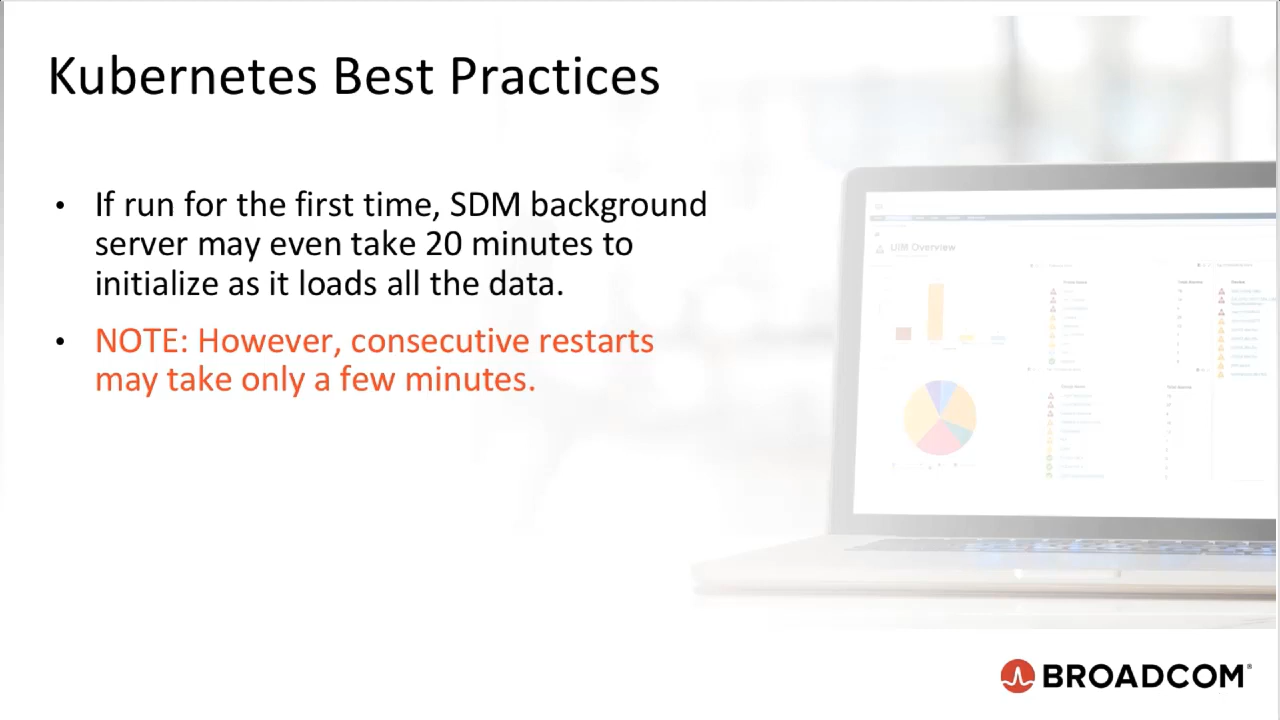 Kubernetes Best Practices
• If run for the first time, SDM background
server may even take 20 minutes to
initialize as it loads all the data.
• NOTE: However, consecutive restarts
may take only a few minutes.
UIM Overview
BROADCOM®